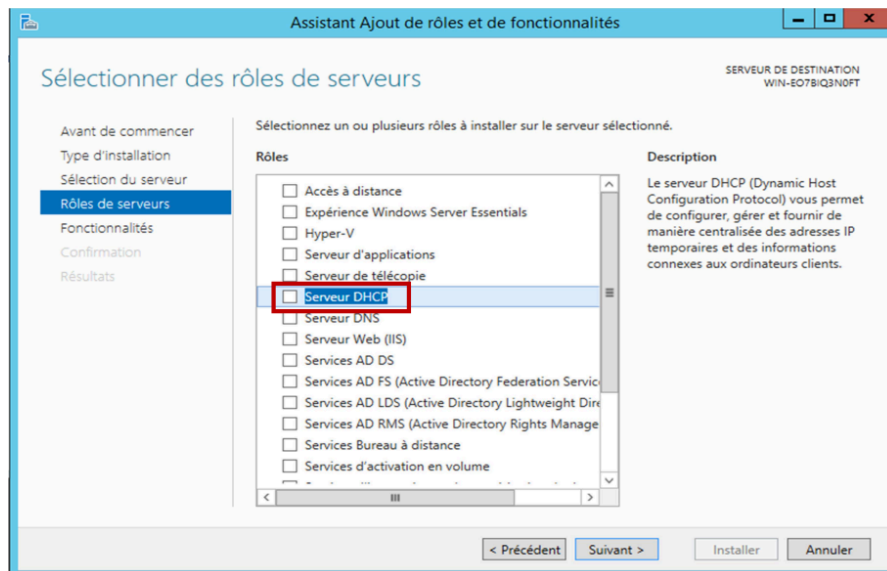 Assistant Ajout de rôles et de fonctionnalités
Sélectionner des rôles de serveurs
SERVEUR DE DESTINATION
WIN-EO7BIQ3N0FT
Avant de commencer
Type d'installation
Sélection du serveur
Rôles de serveurs
Fonctionnalités
Confirmation
Résultats
Sélectionnez un ou plusieurs rôles à installer sur le serveur sélectionné.
Rôles
Accès à distance
Expérience Windows Server Essentials
Hyper-V
Serveur d'applications
Serveur de télécopie
Serveur DHCP
Serveur DNS
Serveur Web (IIS)
Services AD DS
Services AD FS (Active Directory Federation Servic
Services AD LDS (Active Directory Lightweight Dire
Services AD RMS (Active Directory Rights Manage
Services Bureau à distance
Services d'activation en volume
Description
Le serveur DHCP (Dynamic Host
Configuration Protocol) vous permet
de configurer, gérer et fournir de
manière centralisée des adresses IP
temporaires et des informations
connexes aux ordinateurs clients.
< Précédent
Suivant >
Installer
Annuler